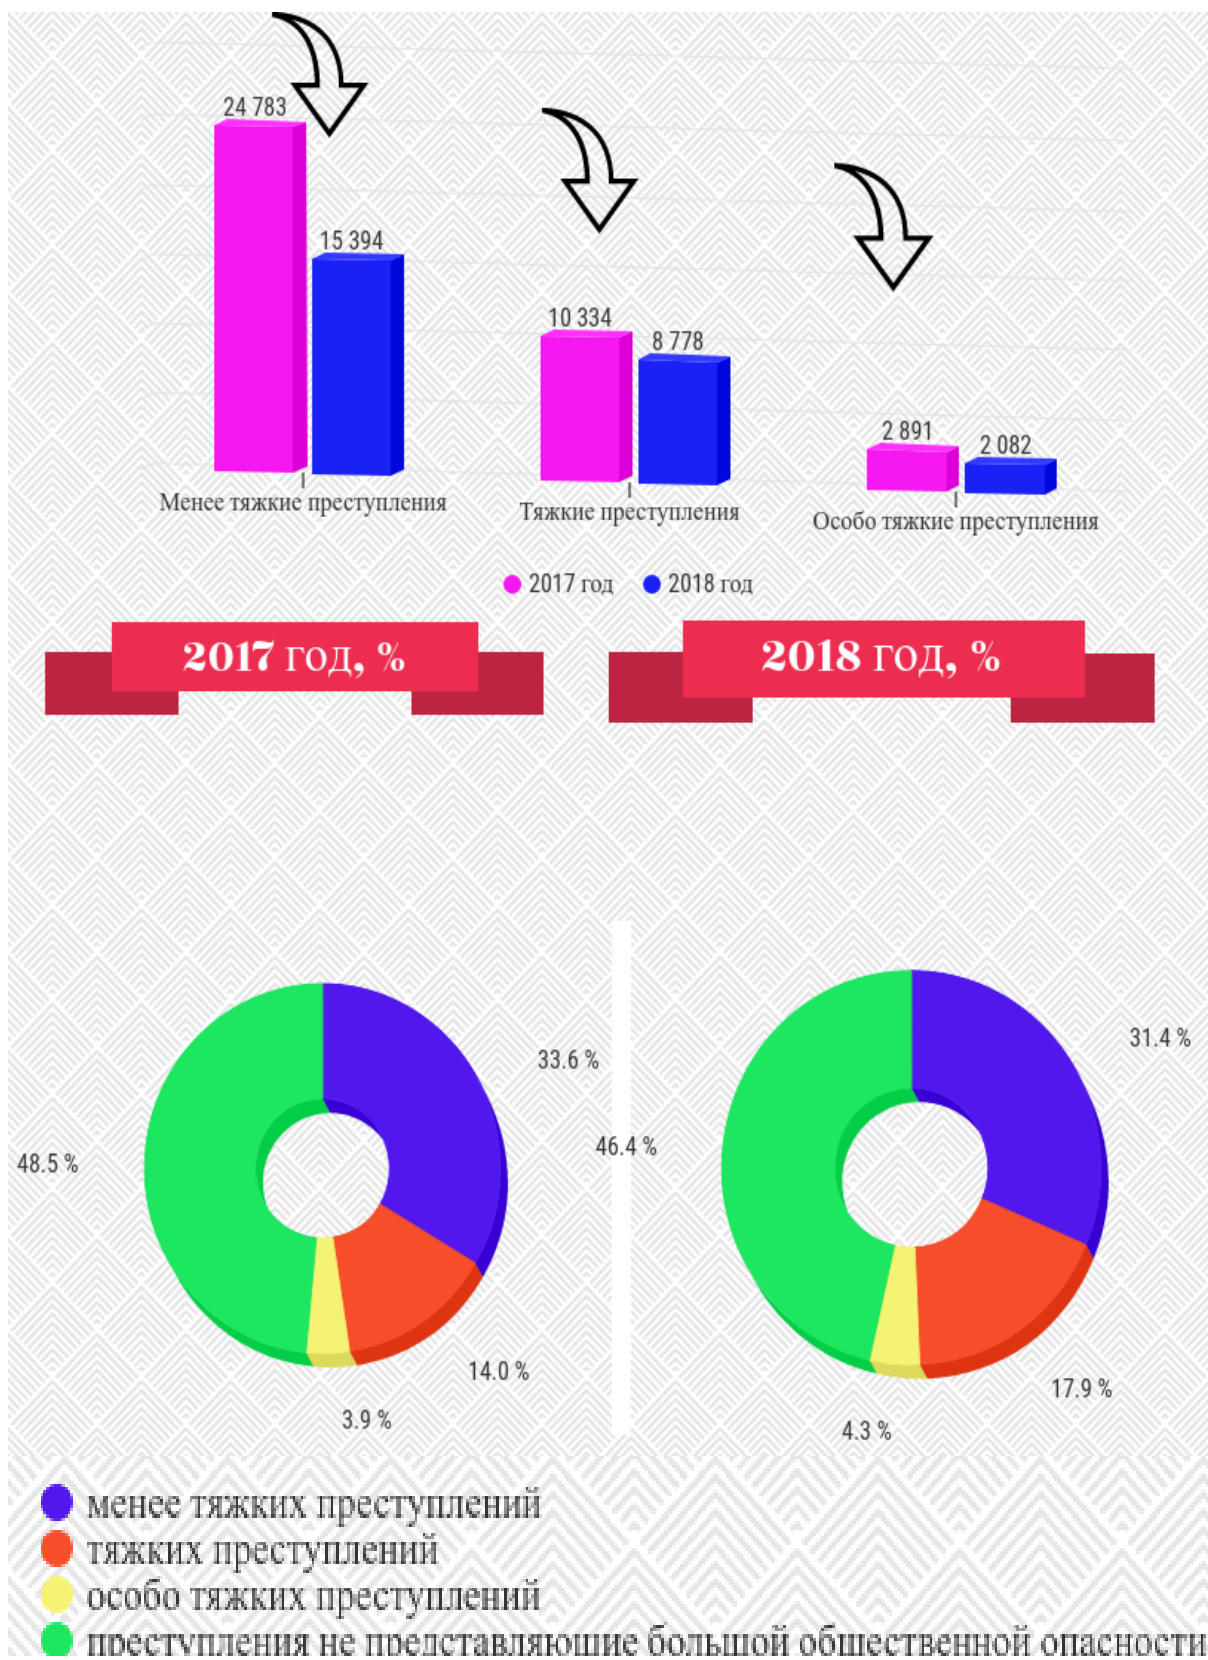 24 783
15 394
10 334
8 778
2 891
2 082
Менее тяжкие преступления
Тяжкие преступления
Особо тяжкие преступления
2017 год
2018 год
2017 год, %
2018 год, %
33.6 %
48.5 %
14.0 %
3.9 %
31.4 %
46.4 %
17.9 %
4.3 %
менее тяжких преступлений
тяжких преступлений
особо тяжких преступлений
преступления не представляющие большой общественной опасности